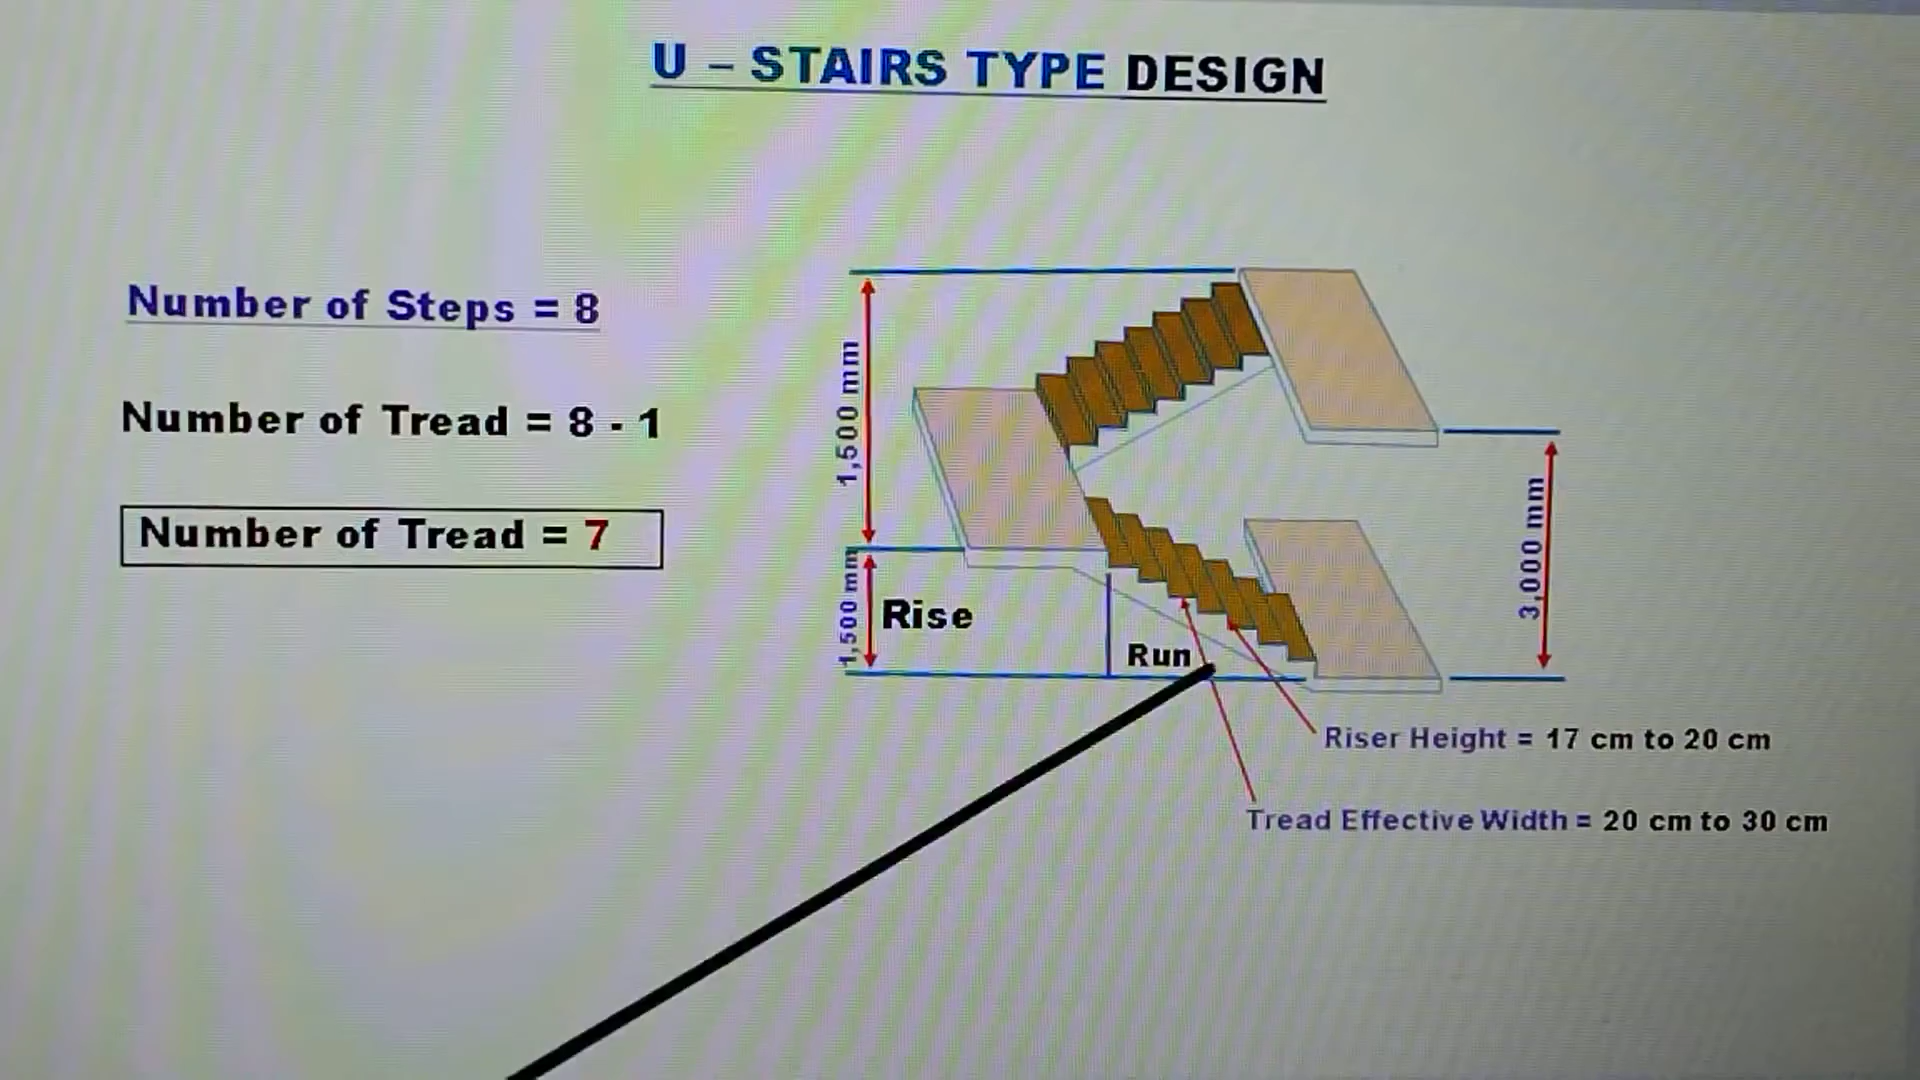 U – STAIRS TYPE DESIGN
Number of Steps = 8
Number of Tread = 8 - 1
Number of Tread = 7
1,500 mm
1,500 mm
Rise
Run
3,000 mm
Riser Height = 17 cm to 20 cm
Tread Effective Width = 20 cm to 30 cm